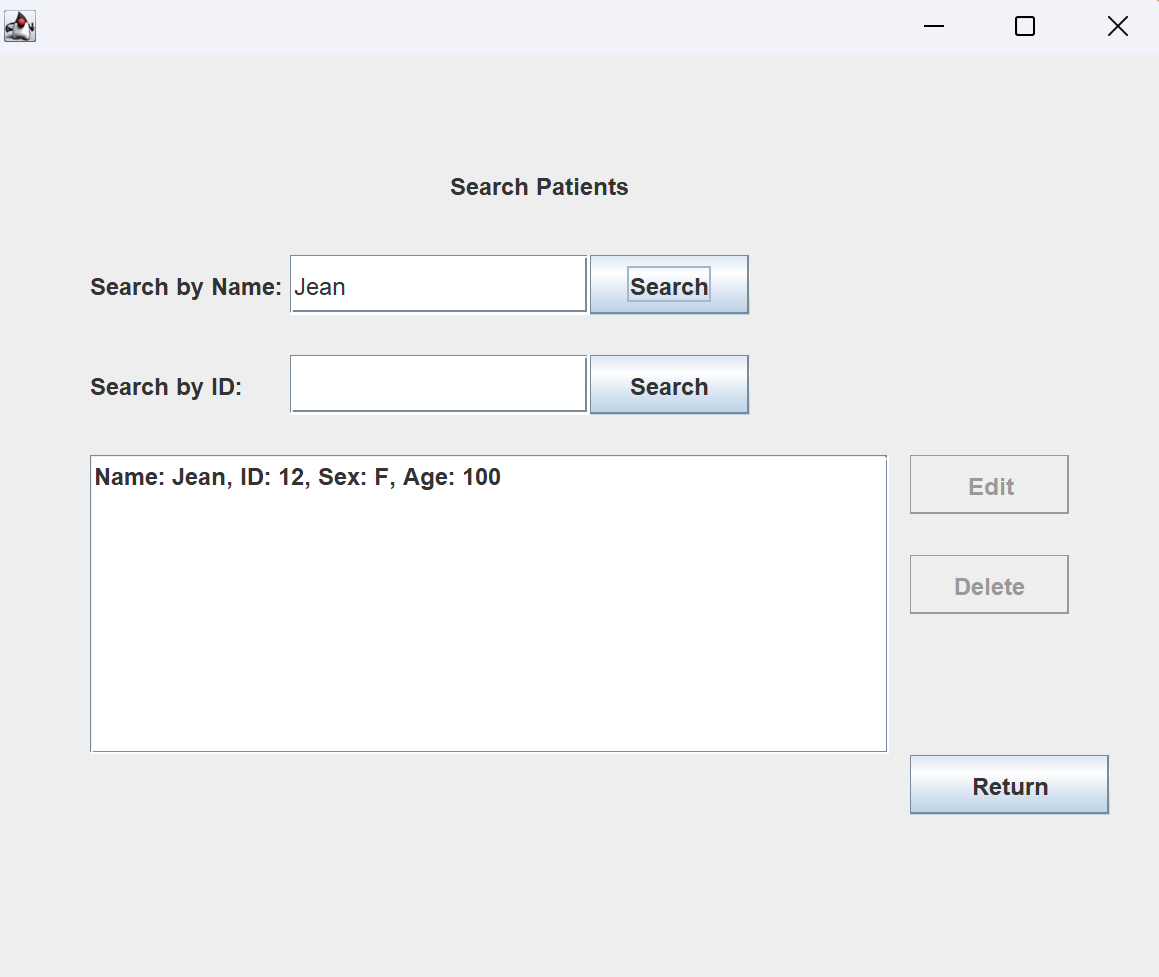 Search Patients
Search by Name: Jean Search
Search by ID: Search
Name: Jean, ID: 12, Sex: F, Age: 100
Edit
Delete
Return